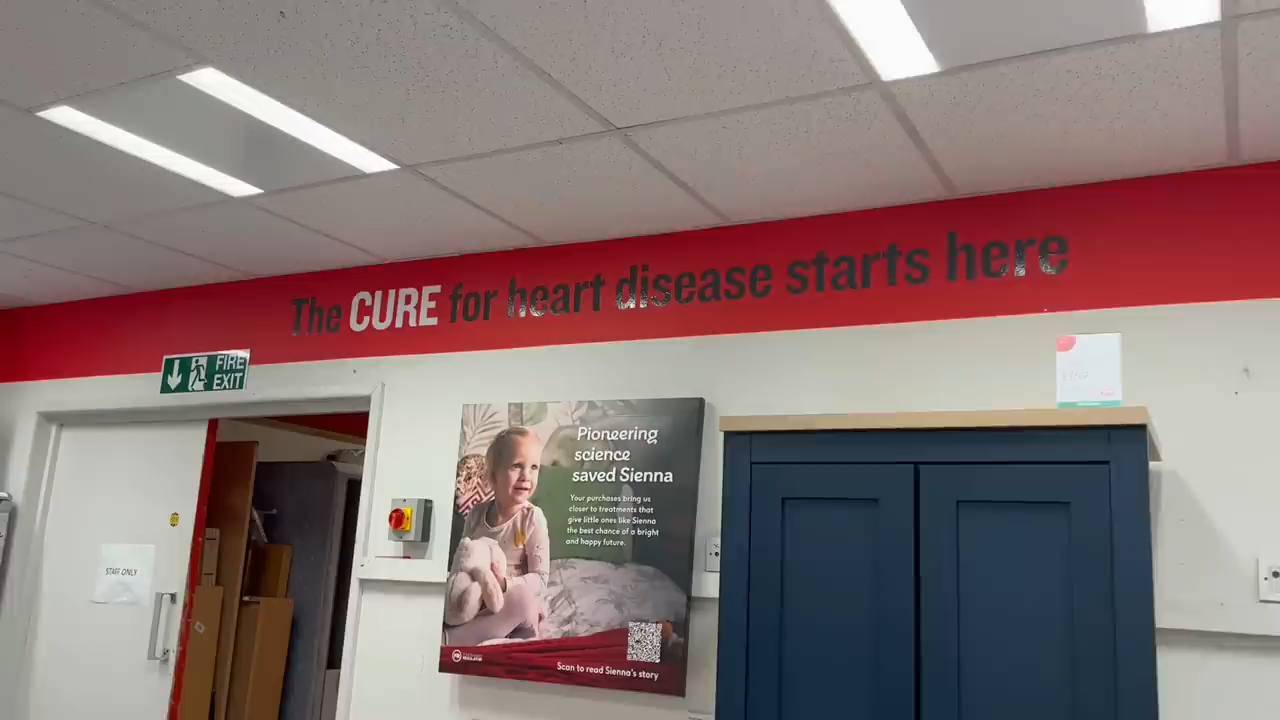 The CURE for heart disease starts here
FIRE
EXIT
STAFF ONLY
Pioneering
science
saved Sienna
Your purchases bring us
closer to treatments that
give little ones like Sienna
the best chance of a bright
and happy future.
Scan to read Sienna's story